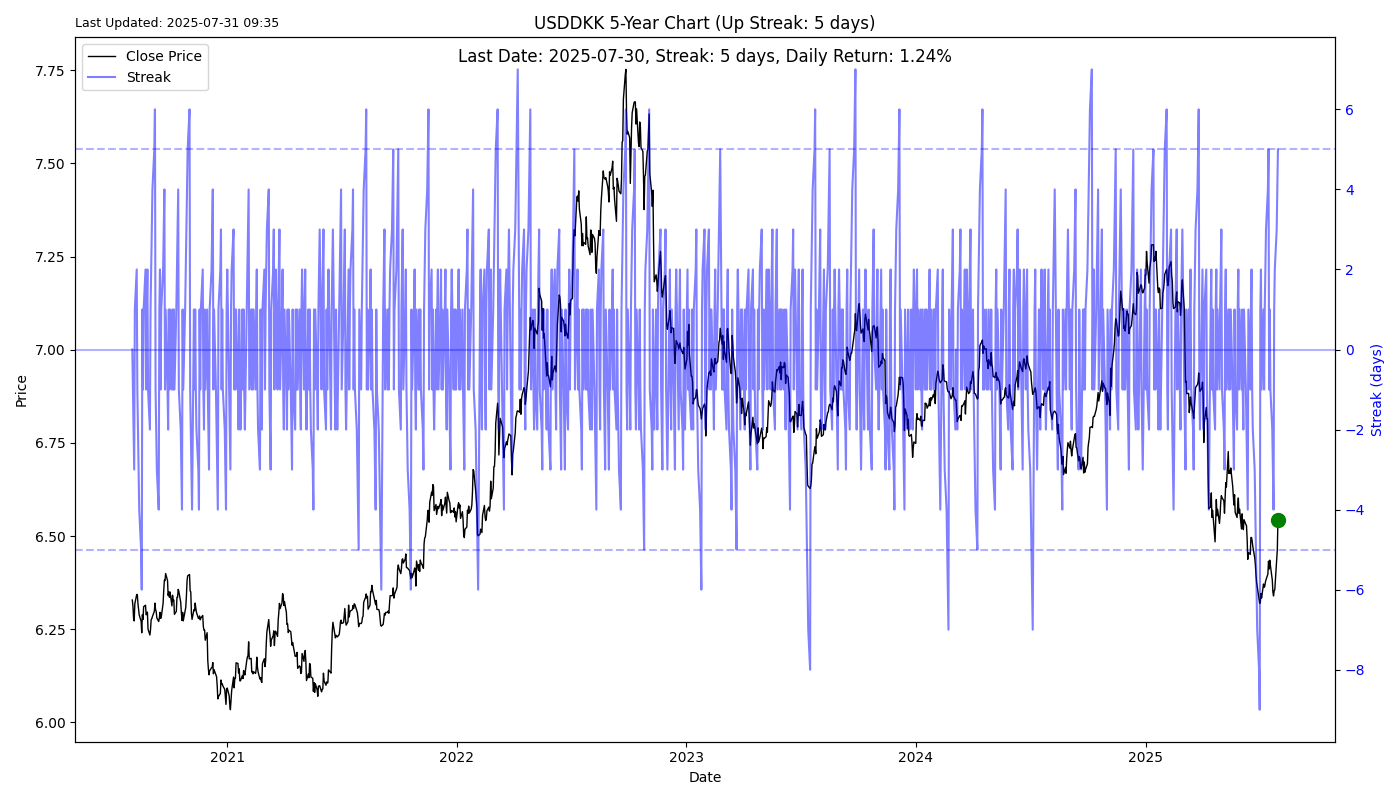 Last Updated: 2025-07-31 09:35
USDDKK 5-Year Chart (Up Streak: 5 days)
Last Date: 2025-07-30, Streak: 5 days, Daily Return: 1.24%
Close Price
Streak
7.75
7.50
7.25
7.00
6.75
6.50
6.25
6.00
Price
6
4
2
0
−2
−4
−6
−8
Streak (days)
2021
2022
2023
2024
2025
Date